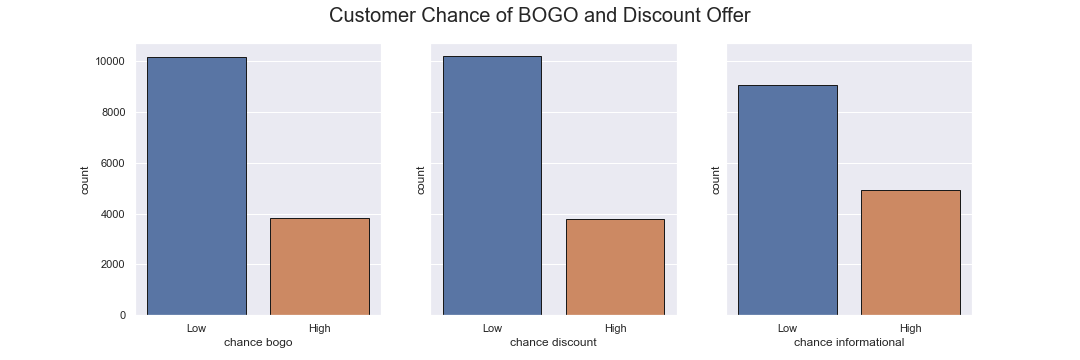 Customer Chance of BOGO and Discount Offer
10000
8000
6000
4000
2000
0
count
Low High
chance bogo
count
Low High
chance discount
count
Low High
chance informational